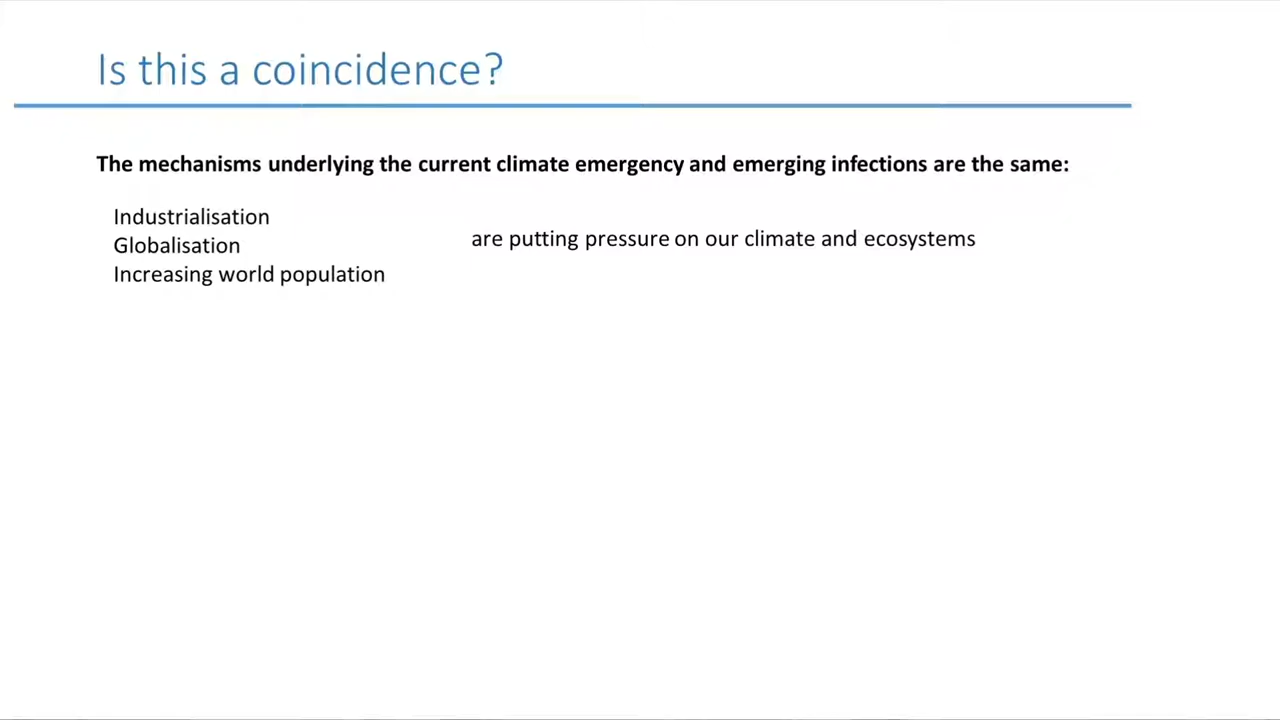 Is this a coincidence?
The mechanisms underlying the current climate emergency and emerging infections are the same:
Industrialisation
Globalisation
Increasing world population
are putting pressure on our climate and ecosystems